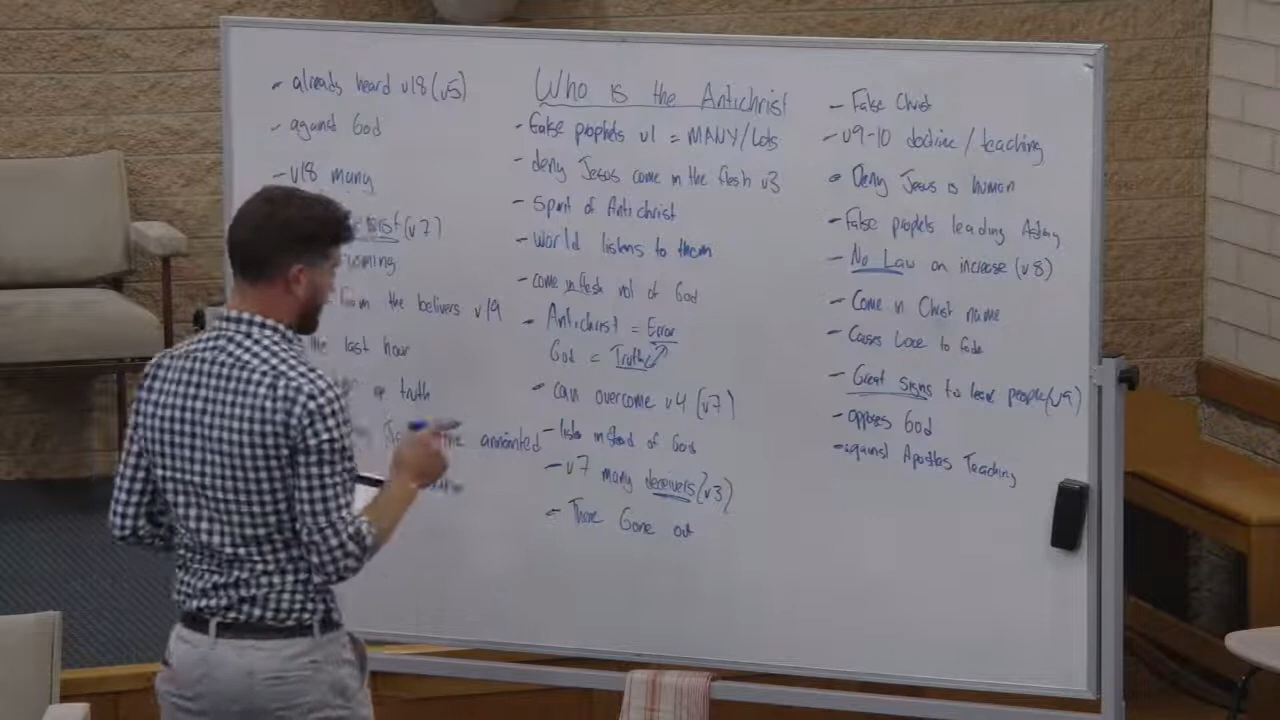 - already heard v18 (v5)
- against God
- v18 many
(v7)
coming
from the belivers v19
last hour
truth
the annointed
Who is the Antichrist
- False prophets v1 = MANY/Lots
- deny Jesus come in the flesh v3
- Spirit of Antichrist
- World listens to them
- come in flesh not of God
- Antichrist = Error
God = Truth
- can overcome v4 (v7)
- instead of God
- v7 many deceivers (v3)
- There Gone out
- False Christ
- v9-10 doctrine / teaching
- Deny Jesus is human
- False prophets leading Astray
- No Law on increase (v8)
- Come in Christ name
- Causes Love to fade
- Great Signs to lead people (v9)
- opposes God
- against Apostles Teaching